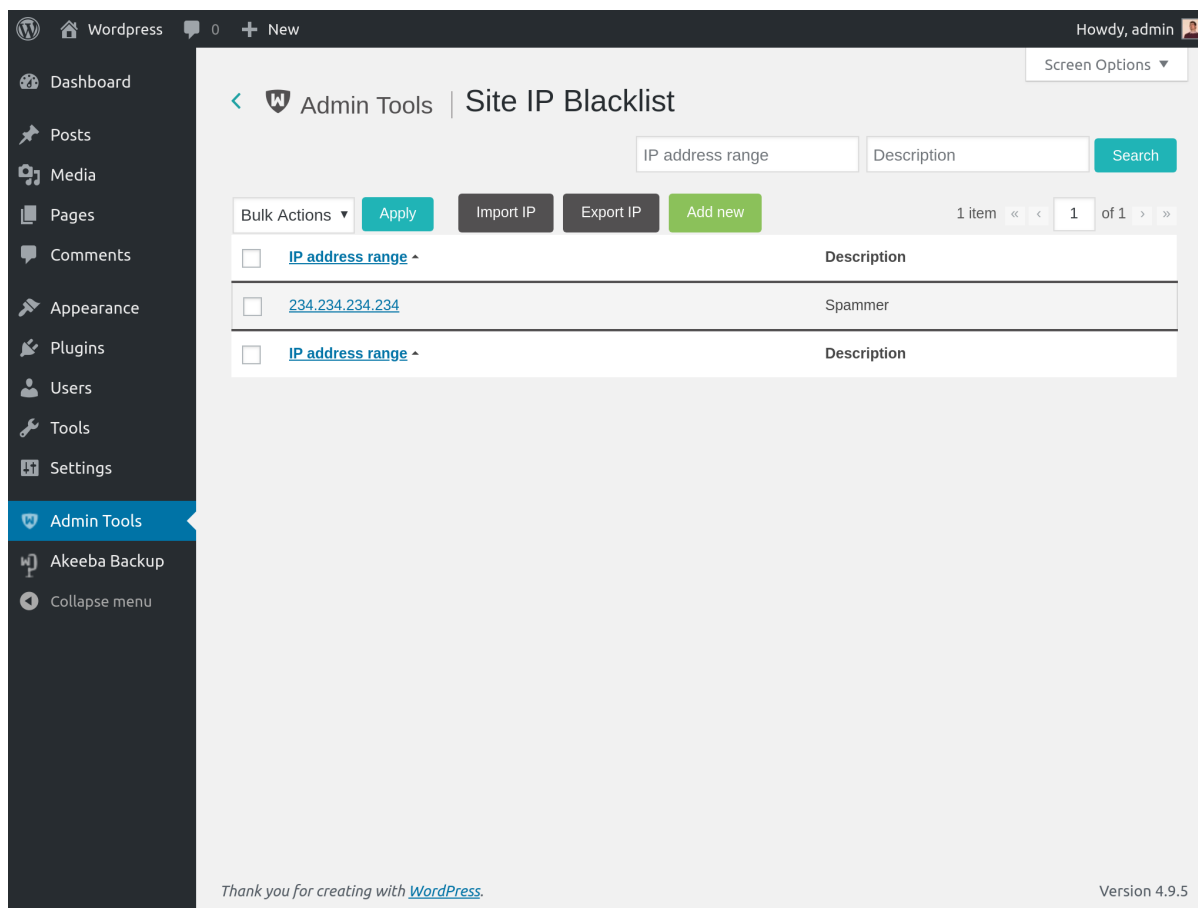 Wordpress 0 + New Howdy, admin
Screen Options ▼
Dashboard
Posts
Media
Pages
Comments
Appearance
Plugins
Users
Tools
Settings
Admin Tools
Akeeba Backup
Collapse menu
Admin Tools | Site IP Blacklist
IP address range Description Search
Bulk Actions ▼ Apply Import IP Export IP Add new 1 item « ‹ 1 of 1 › »
IP address range Description
234.234.234.234 Spammer
IP address range Description
Thank you for creating with WordPress. Version 4.9.5